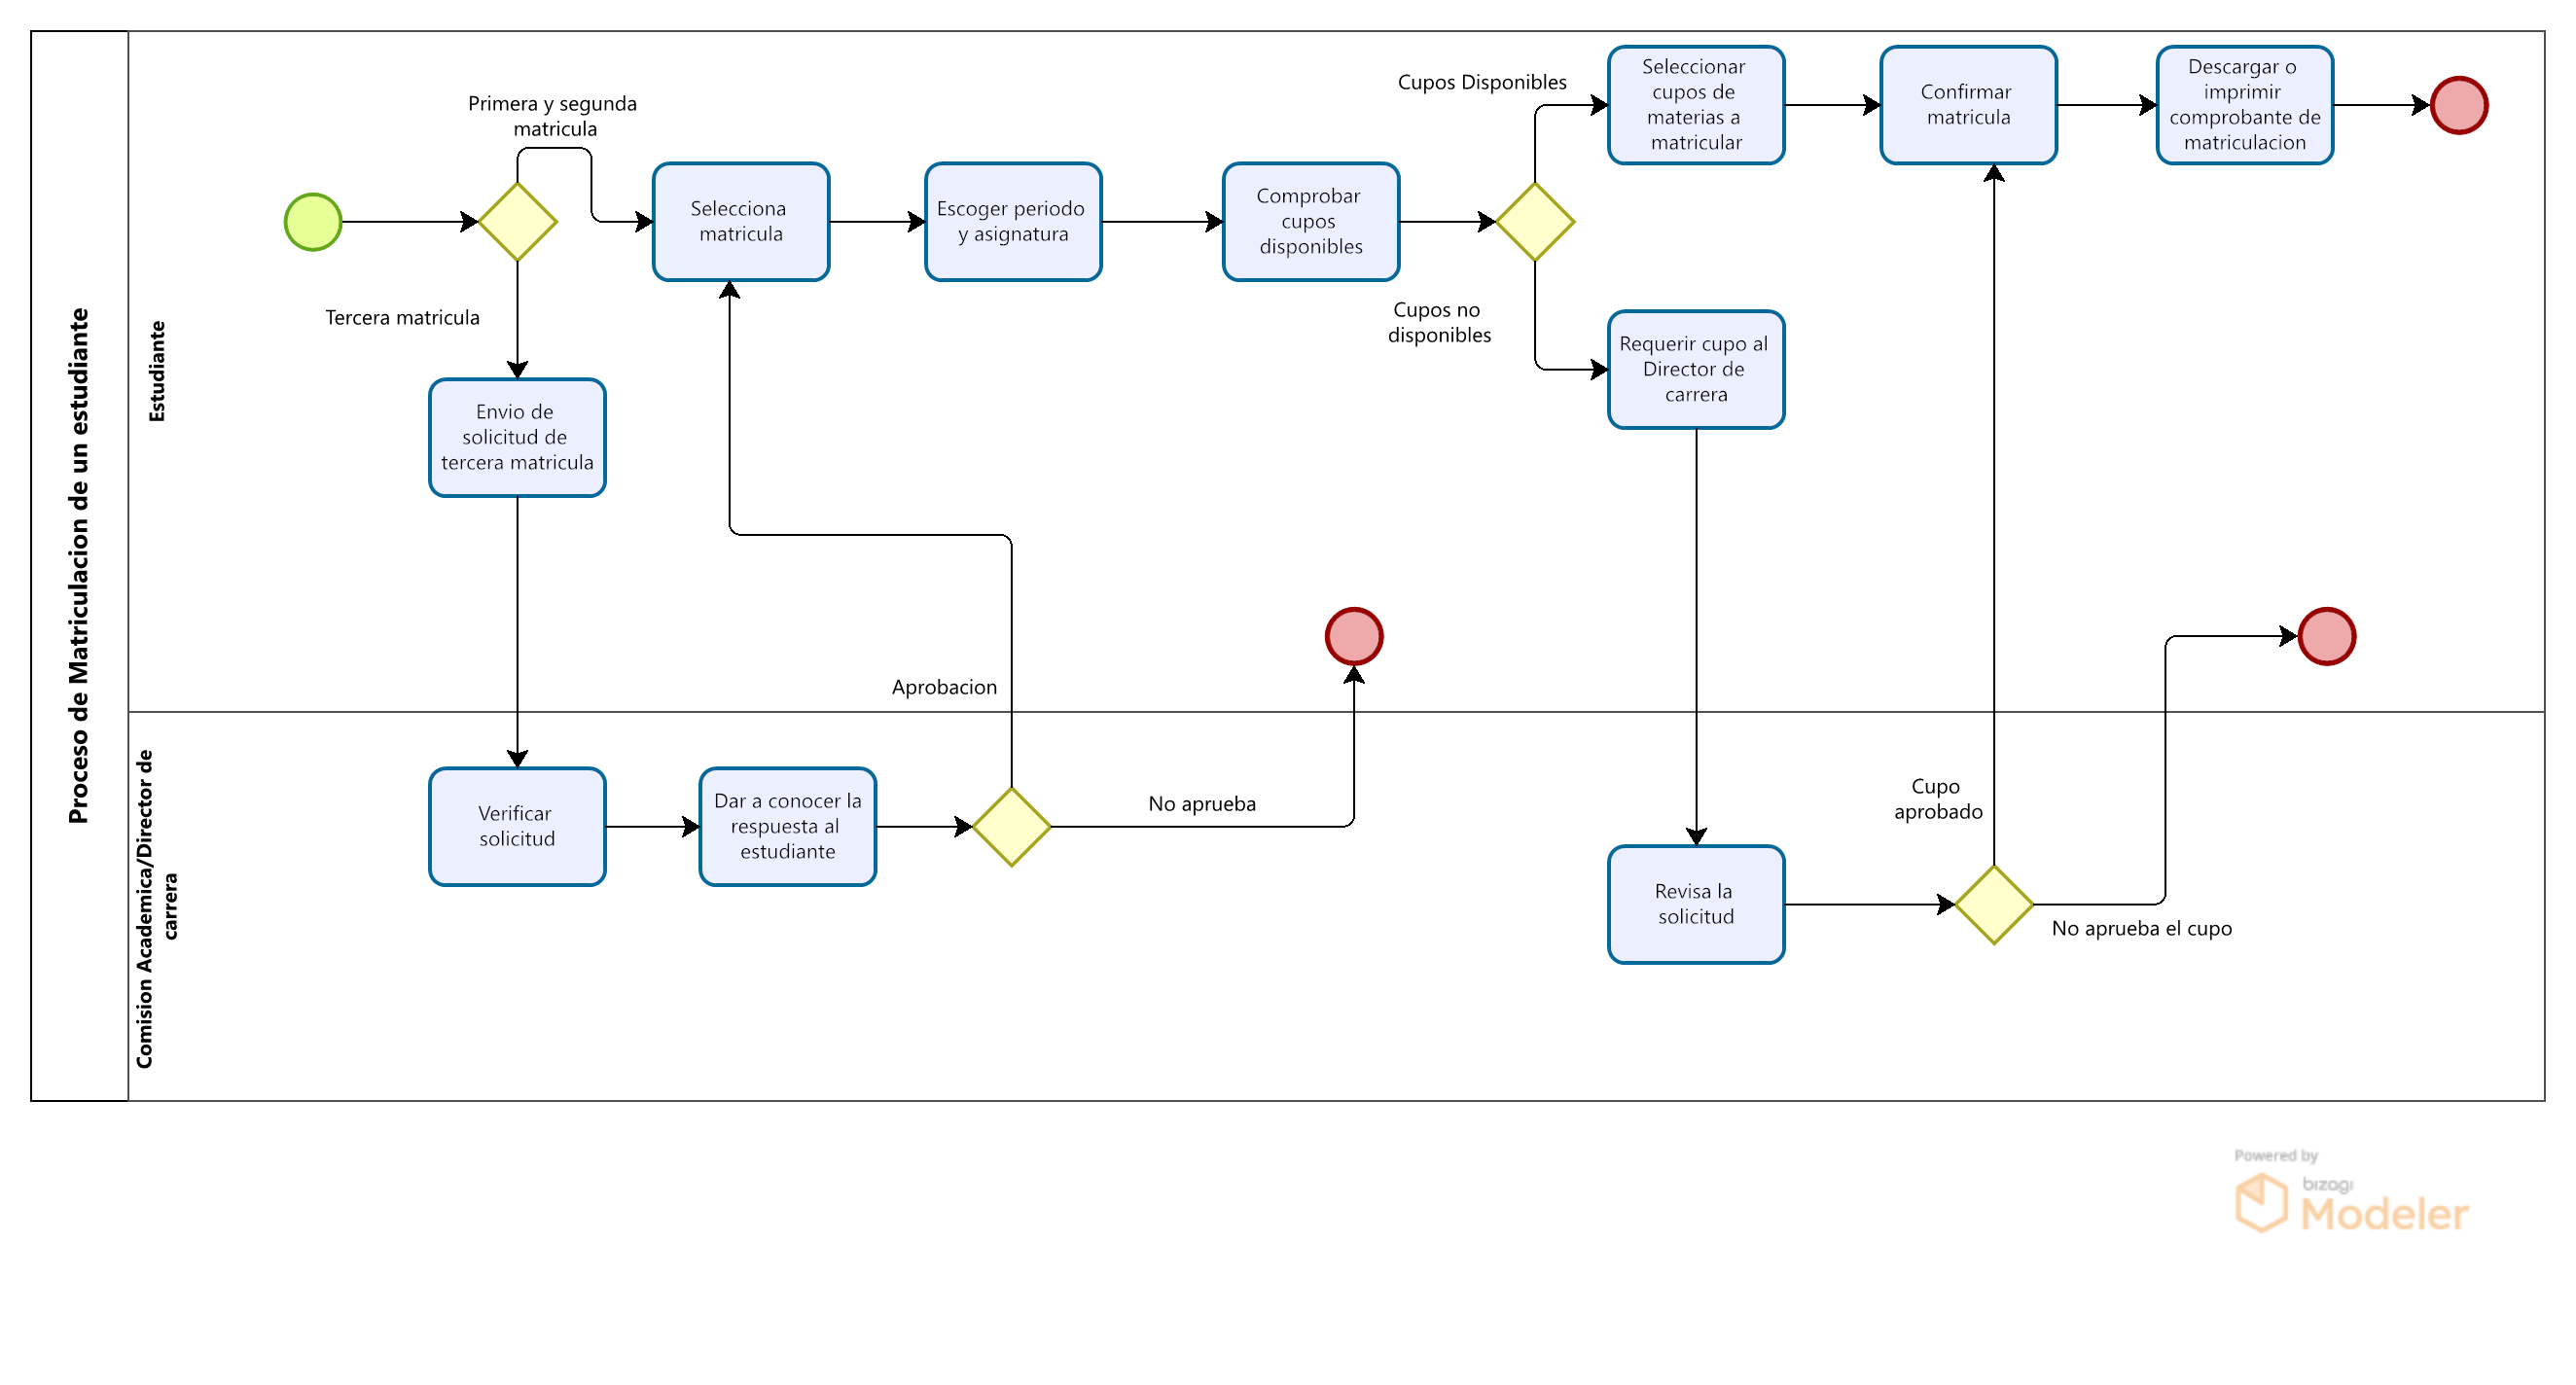 Proceso de Matriculacion de un estudiante
Estudiante
Primera y segunda
matricula
Tercera matricula
Envio de
solicitud de
tercera matricula
Selecciona
matricula
Escoger periodo
y asignatura
Comprobar
cupos
disponibles
Cupos Disponibles
Cupos no
disponibles
Seleccionar
cupos de
materias a
matricular
Confirmar
matricula
Descargar o
imprimir
comprobante de
matriculacion
Requerir cupo al
Director de
carrera
Aprobacion
Comision Academica/Director de
carrera
Verificar
solicitud
Dar a conocer la
respuesta al
estudiante
No aprueba
Revisa la
solicitud
Cupo
aprobado
No aprueba el cupo
Powered by
bizagi
Modeler